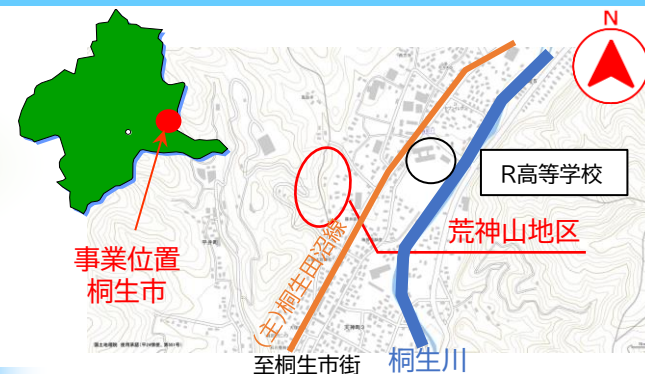 N
R高等学校
荒神山地区
事業位置
桐生市
(主)桐生田沼線
至桐生市街
桐生川